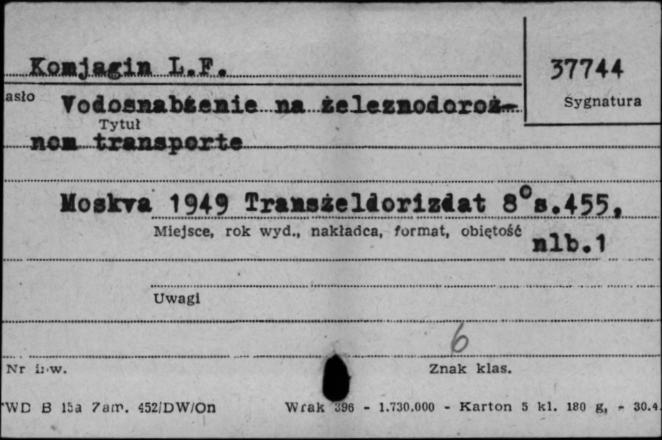 Komjagin L.F.
37744
asło Vodosnabżenie na żeleznodoroż-
Sygnatura
Tytuł
nom transporte
Moskva 1949 Transżeldorizdat 8° s.455,
Miejsce, rok wyd., nakładca, format, objętość
nlb.1
Uwagi
6
Nr inw.
Znak klas.
WD B 15a Zam. 452/DW/On Wrak 396 - 1.730.000 - Karton 5 kl. 180 g, - 30.4.